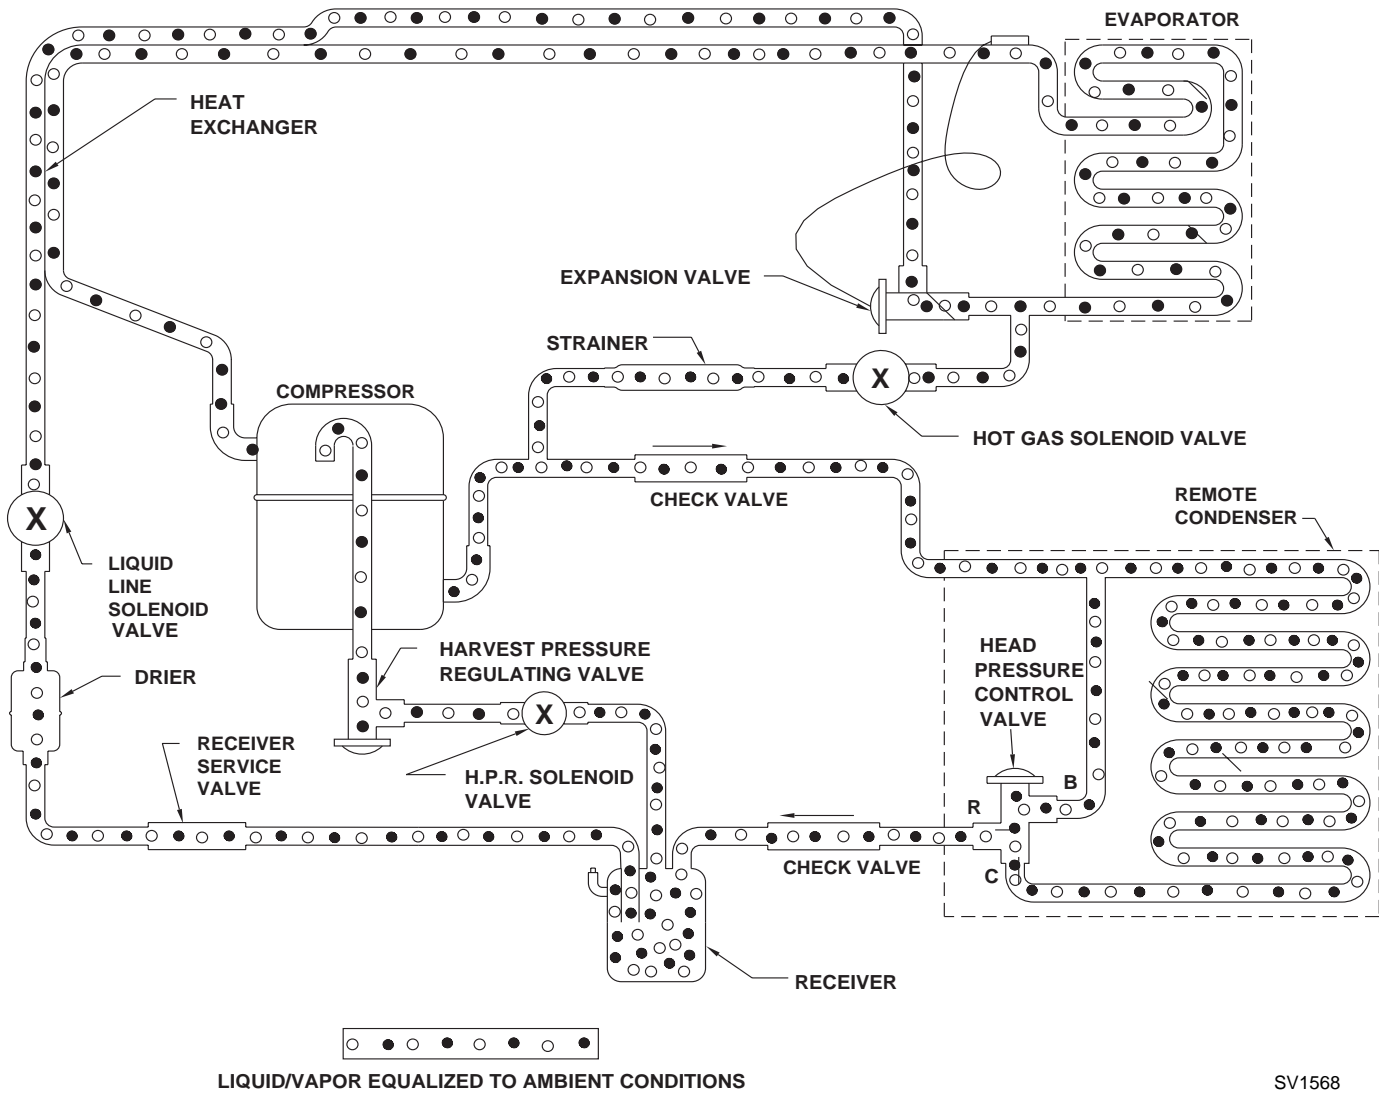 EVAPORATOR
HEAT
EXCHANGER
EXPANSION VALVE
STRAINER
COMPRESSOR
X
HOT GAS SOLENOID VALVE
CHECK VALVE
REMOTE
CONDENSER
X
LIQUID
LINE
SOLENOID
VALVE
HARVEST PRESSURE
REGULATING VALVE
HEAD
PRESSURE
CONTROL
VALVE
DRIER
X
RECEIVER
SERVICE
VALVE
H.P.R. SOLENOID
VALVE
B
R
CHECK VALVE
C
RECEIVER
LIQUID/VAPOR EQUALIZED TO AMBIENT CONDITIONS
SV1568